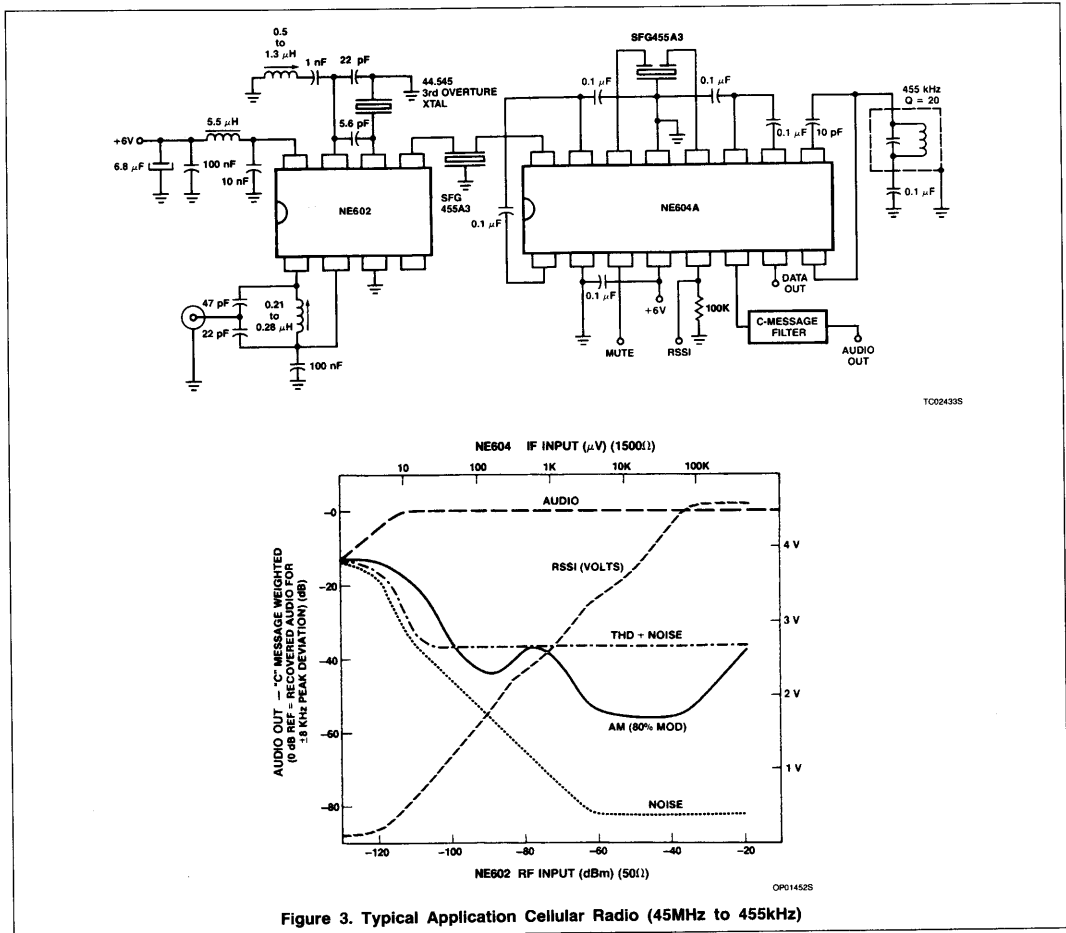 0.5
to
1.3 µH
1 nF
22 pF
44.545
3rd OVERTURE
XTAL
5.6 pF
5.5 µH
+6V
6.8 µF
100 nF
10 nF
NE602
SFG
455A3
47 pF
22 pF
0.21
to
0.28 µH
100 nF
SFG455A3
0.1 µF
0.1 µF
0.1 µF
10 pF
455 kHz
Q = 20
0.1 µF
0.1 µF
NE604A
0.1 µF
+6V
100K
MUTE
RSSI
DATA
OUT
C-MESSAGE
FILTER
AUDIO
OUT
TC02433S
NE604 IF INPUT (µV) (1500Ω)
10
100
1K
10K
100K
AUDIO OUT — "C" MESSAGE WEIGHTED
(0 dB REF = RECOVERED AUDIO FOR
±8 KHz PEAK DEVIATION) (dB)
−0
−20
−40
−60
−80
AUDIO
RSSI (VOLTS)
THD + NOISE
AM (80% MOD)
NOISE
4 V
3 V
2 V
1 V
−120
−100
−80
−60
−40
−20
NE602 RF INPUT (dBm) (50Ω)
OP01452S
Figure 3. Typical Application Cellular Radio (45MHz to 455kHz)